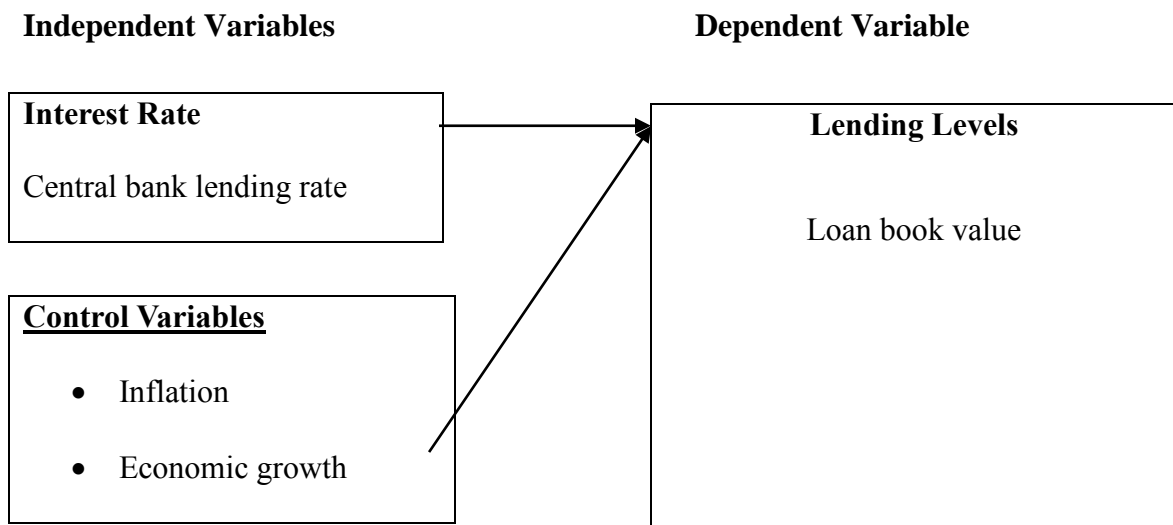 Independent Variables
Dependent Variable
Interest Rate
Central bank lending rate
Control Variables
• Inflation
• Economic growth
Lending Levels
Loan book value